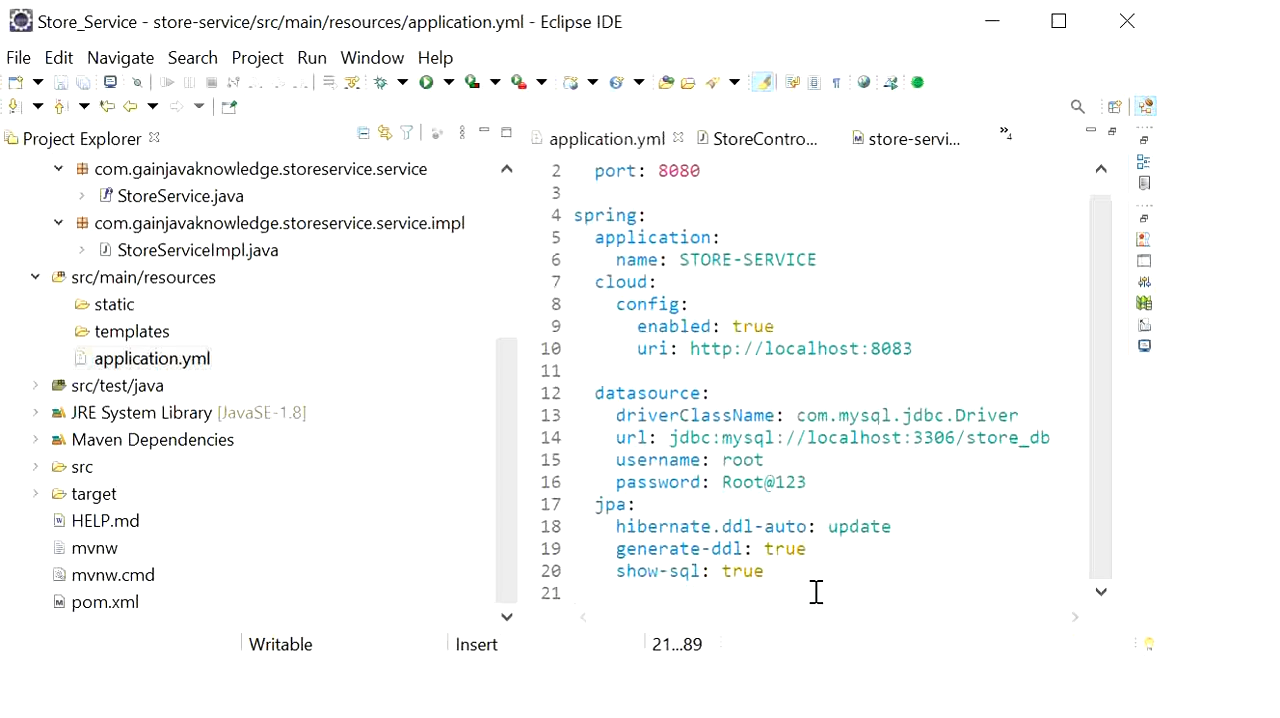 Store_Service - store-service/src/main/resources/application.yml - Eclipse IDE
File Edit Navigate Search Project Run Window Help
Project Explorer
application.yml
StoreContro...
store-servi...
4
com.gainjavaknowledge.storeservice.service
StoreService.java
com.gainjavaknowledge.storeservice.service.impl
StoreServiceImpl.java
src/main/resources
static
templates
application.yml
src/test/java
JRE System Library [JavaSE-1.8]
Maven Dependencies
src
target
HELP.md
mvnw
mvnw.cmd
pom.xml
2 port: 8080
3
4 spring:
5 application:
6 name: STORE-SERVICE
7 cloud:
8 config:
9 enabled: true
10 uri: http://localhost:8083
11
12 datasource:
13 driverClassName: com.mysql.jdbc.Driver
14 url: jdbc:mysql://localhost:3306/store_db
15 username: root
16 password: Root@123
17 jpa:
18 hibernate.ddl-auto: update
19 generate-ddl: true
20 show-sql: true
21
Writable Insert 21...89